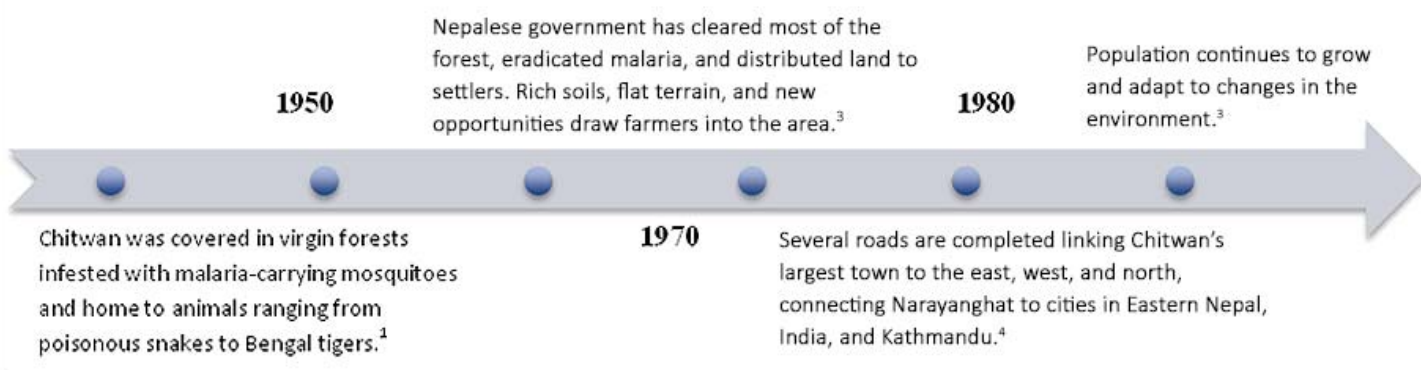 Nepalese government has cleared most of the
forest, eradicated malaria, and distributed land to
settlers. Rich soils, flat terrain, and new
opportunities draw farmers into the area.³
Population continues to grow
and adapt to changes in the
environment.³
1950
1980
Chitwan was covered in virgin forests
infested with malaria-carrying mosquitoes
and home to animals ranging from
poisonous snakes to Bengal tigers.¹
1970
Several roads are completed linking Chitwan's
largest town to the east, west, and north,
connecting Narayanghat to cities in Eastern Nepal,
India, and Kathmandu.⁴